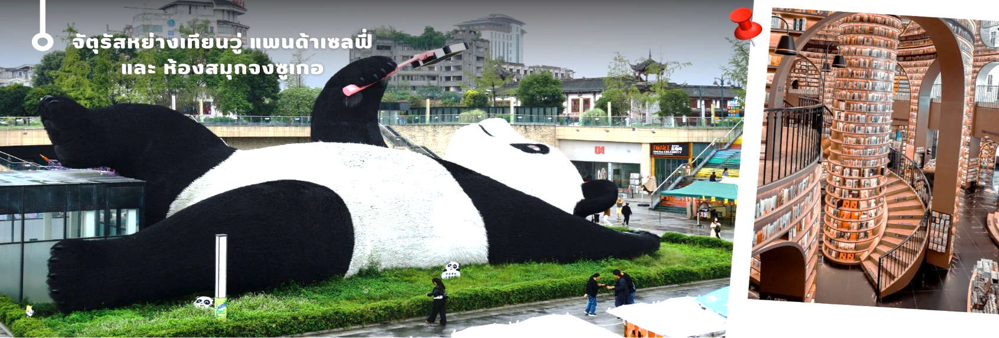 จัตุรัสหย่างเทียนวู่ แพนด้าเซลฟี่
และ ห้องสมุกจงซูเกอ